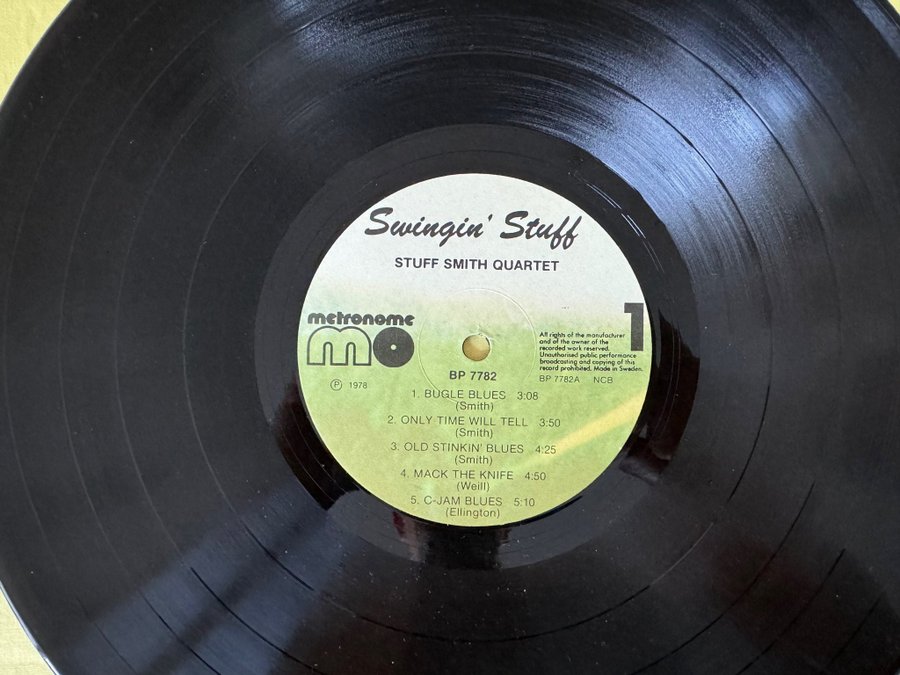 Swingin' Stuff
STUFF SMITH QUARTET
metronome
mo
℗ 1978
1
All rights of the manufacturer
and of the owner of the
recorded work reserved.
Unauthorised public performance
broadcasting and copying of this
record prohibited. Made in Sweden.
BP 7782
BP 7782A NCB
1. BUGLE BLUES 3:08
(Smith)
2. ONLY TIME WILL TELL 3:50
(Smith)
3. OLD STINKIN' BLUES 4:25
(Smith)
4. MACK THE KNIFE 4:50
(Weill)
5. C-JAM BLUES 5:10
(Ellington)